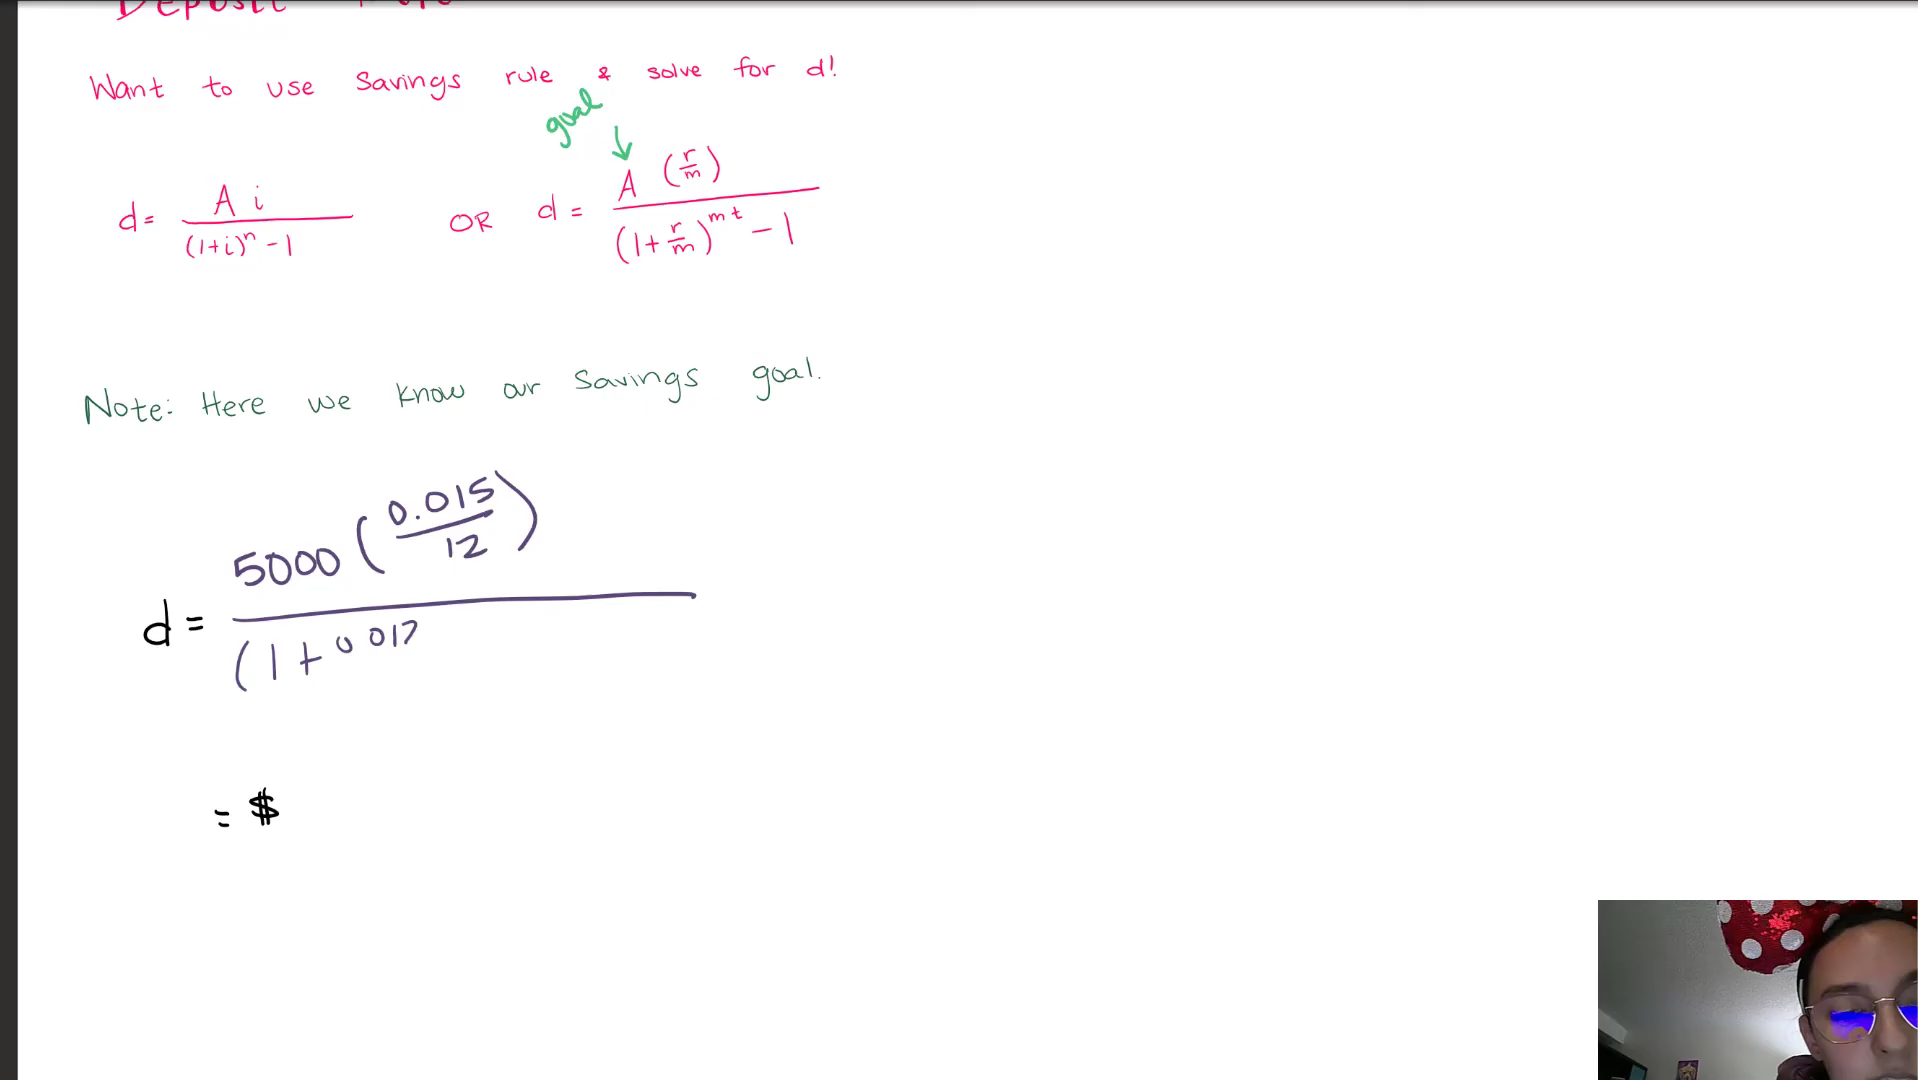 Want to use Savings rule & solve for d!
goal
↓
d = A i / (1+i)^n - 1 OR d = A (r/m) / (1 + r/m)^mt - 1
Note: Here we know our savings goal.
d = 5000 (0.015/12) / (1 + 0.017
= $